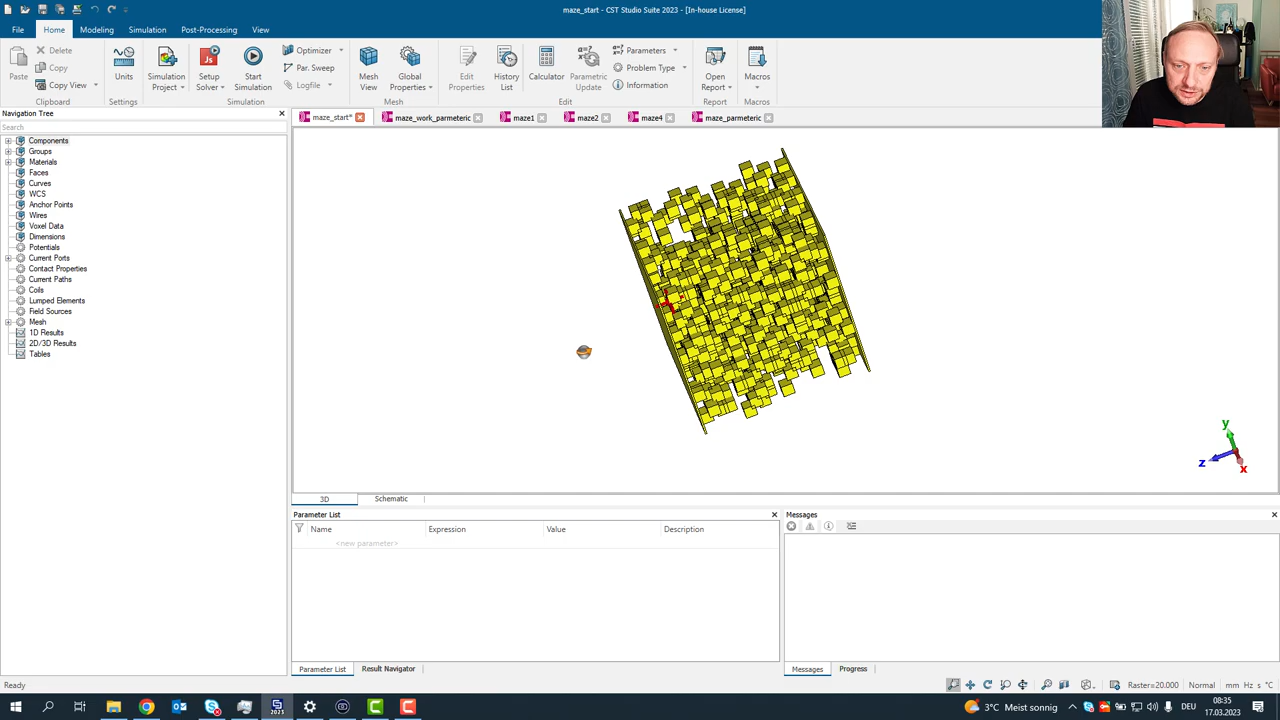 maze_start - CST Studio Suite 2023 - [In-house License]
File Home Modeling Simulation Post-Processing View
Paste
Delete
Copy
Copy View
Clipboard
Units
Settings
Simulation Project
Setup Solver
Start Simulation
Optimizer
Par. Sweep
Logfile
Simulation
Mesh View
Global Properties
Mesh
Edit Properties
History List
Calculator
Parametric Update
Parameters
Problem Type
Information
Edit
Open Report
Report
Macros
Macros
Navigation Tree
maze_start* maze_work_parmeteric maze1 maze2 maze4 maze_parmeteric
Search
Components
Groups
Materials
Faces
Curves
WCS
Anchor Points
Wires
Voxel Data
Dimensions
Potentials
Current Ports
Contact Properties
Current Paths
Coils
Lumped Elements
Field Sources
Mesh
1D Results
2D/3D Results
Tables
y
z
x
3D Schematic
Parameter List
Name Expression Value Description
<new parameter>
Parameter List Result Navigator
Messages
Messages Progress
Ready
Raster=20.000 Normal mm Hz s °C
2023
3°C Meist sonnig
08:35
17.03.2023